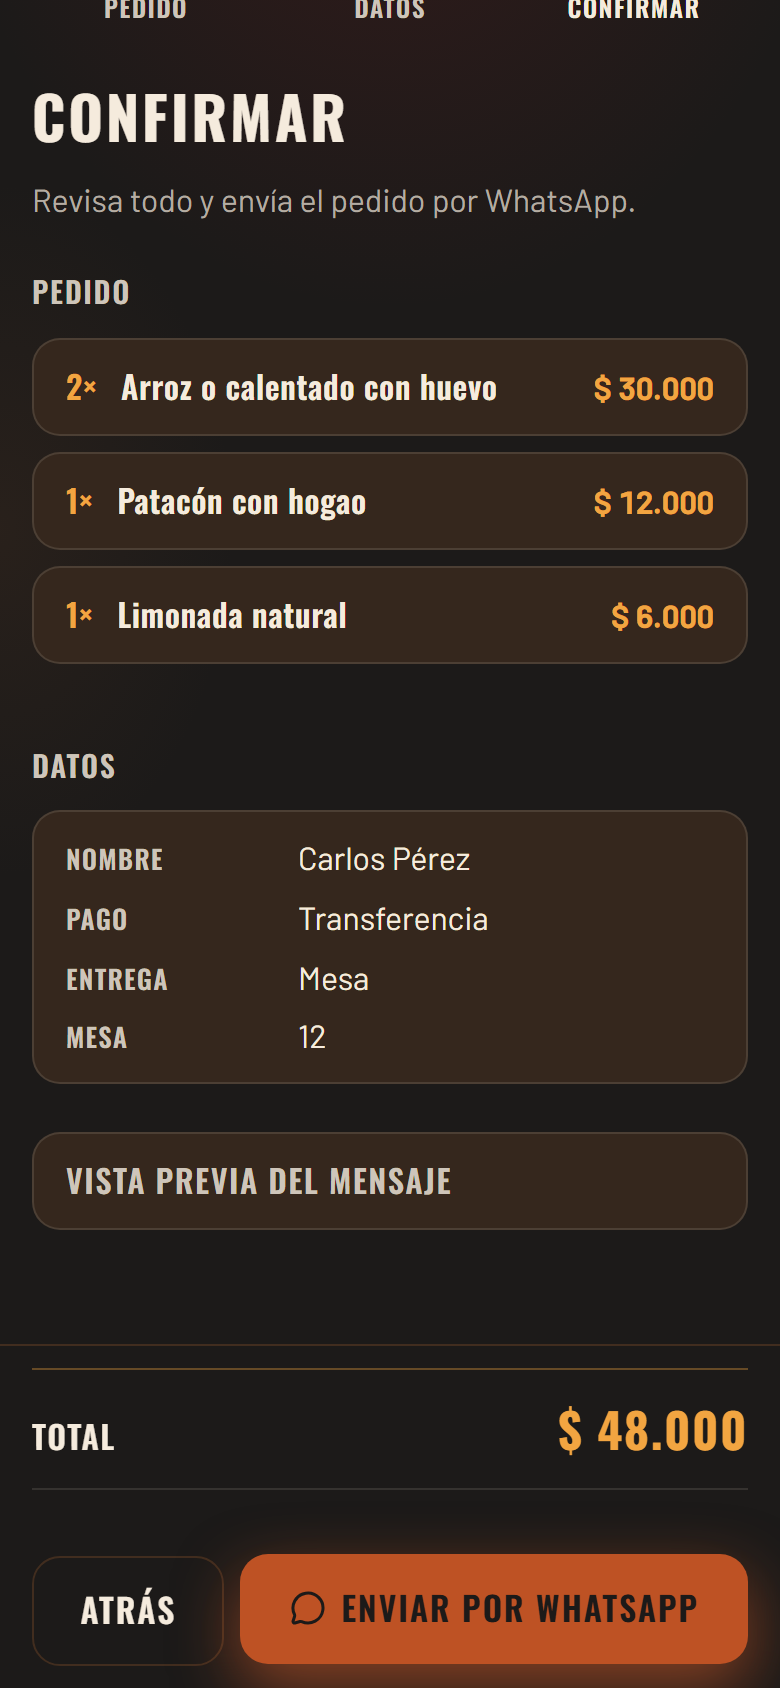 PEDIDO DATOS CONFIRMAR
CONFIRMAR
Revisa todo y envía el pedido por WhatsApp.
PEDIDO
2× Arroz o calentado con huevo $ 30.000
1× Patacón con hogao $ 12.000
1× Limonada natural $ 6.000
DATOS
NOMBRE Carlos Pérez
PAGO Transferencia
ENTREGA Mesa
MESA 12
VISTA PREVIA DEL MENSAJE
TOTAL $ 48.000
ATRÁS ENVIAR POR WHATSAPP